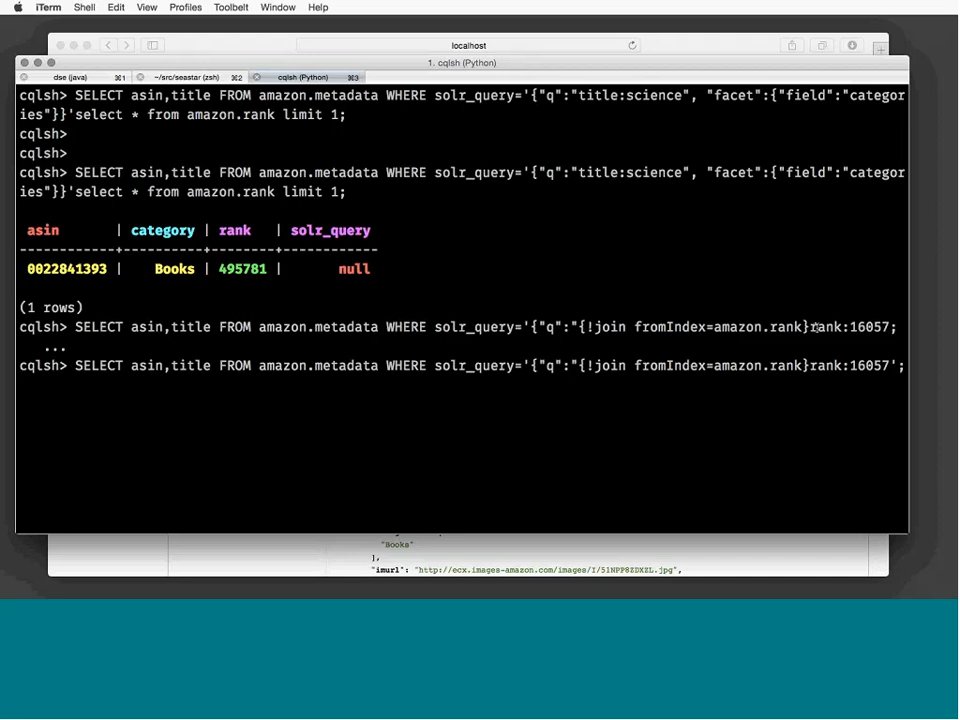 iTerm Shell Edit View Profiles Toolbelt Window Help
localhost
1. cqlsh (Python)
dse (java) ⌘1 ~/src/seastar (zsh) ⌘2 cqlsh (Python) ⌘3
cqlsh> SELECT asin,title FROM amazon.metadata WHERE solr_query='{"q":"title:science", "facet":{"field":"categor
ies"}}'select * from amazon.rank limit 1;
cqlsh>
cqlsh>
cqlsh> SELECT asin,title FROM amazon.metadata WHERE solr_query='{"q":"title:science", "facet":{"field":"categor
ies"}}'select * from amazon.rank limit 1;
asin | category | rank | solr_query
------------+----------+--------+------------
0022841393 | Books | 495781 | null
(1 rows)
cqlsh> SELECT asin,title FROM amazon.metadata WHERE solr_query='{"q":"{!join fromIndex=amazon.rank}rank:16057;
...
cqlsh> SELECT asin,title FROM amazon.metadata WHERE solr_query='{"q":"{!join fromIndex=amazon.rank}rank:16057';
"Books"
],
"imurl": "http://ecx.images-amazon.com/images/I/51NPP8ZDXZL.jpg",